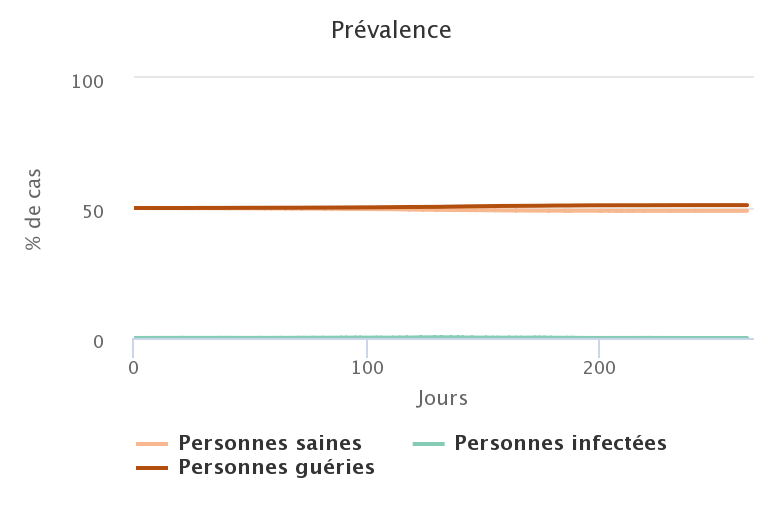 Prévalence
100
50
0
% de cas
0 100 200
Jours
Personnes saines Personnes infectées
Personnes guéries